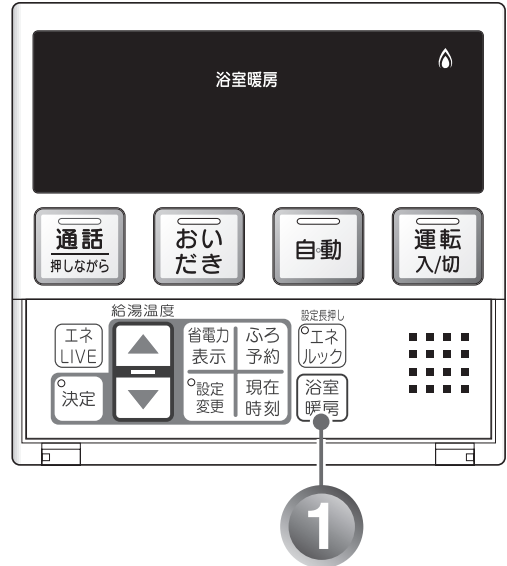 浴室暖房
通話
押しながら
おい
だき
自動
運転
入/切
給湯温度
設定長押し
エネ
LIVE
省電力
表示
ふろ
予約
エネ
ルック
決定
設定
変更
現在
時刻
浴室
暖房
1